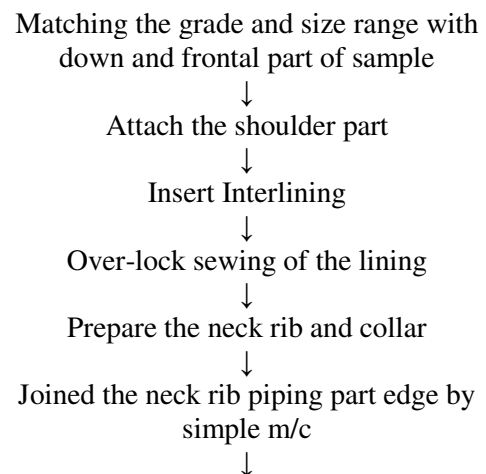 Matching the grade and size range with
down and frontal part of sample
↓
Attach the shoulder part
↓
Insert Interlining
↓
Over-lock sewing of the lining
↓
Prepare the neck rib and collar
↓
Joined the neck rib piping part edge by
simple m/c
↓